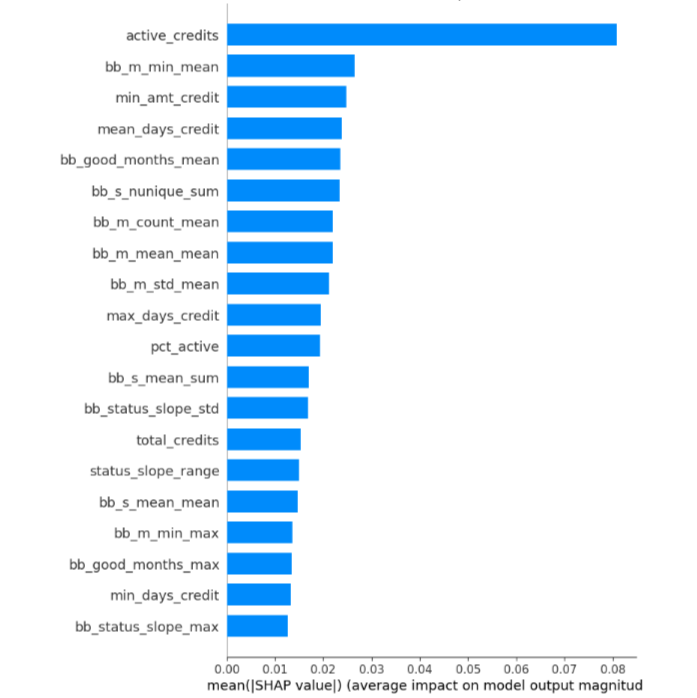 active_credits
bb_m_min_mean
min_amt_credit
mean_days_credit
bb_good_months_mean
bb_s_nunique_sum
bb_m_count_mean
bb_m_mean_mean
bb_m_std_mean
max_days_credit
pct_active
bb_s_mean_sum
bb_status_slope_std
total_credits
status_slope_range
bb_s_mean_mean
bb_m_min_max
bb_good_months_max
min_days_credit
bb_status_slope_max
0.00 0.01 0.02 0.03 0.04 0.05 0.06 0.07 0.08
mean(|SHAP value|) (average impact on model output magnitud